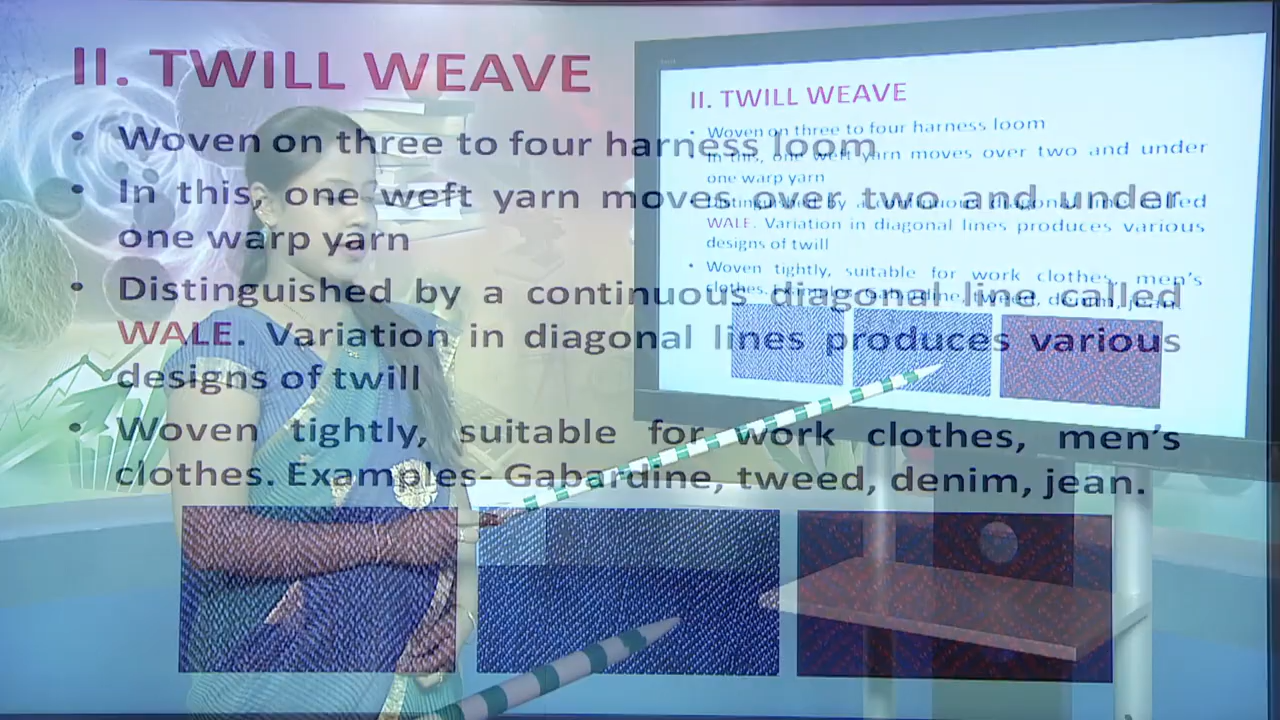 II. TWILL WEAVE
• Woven on three to four harness loom
• In this, one weft yarn moves over two and under
one warp yarn
• Distinguished by a continuous diagonal line called
WALE. Variation in diagonal lines produces various
designs of twill
• Woven tightly, suitable for work clothes, men's
clothes. Examples- Gabardine, tweed, denim, jean.
II. TWILL WEAVE
• Woven on three to four harness loom
• In this, one weft yarn moves over two and under
one warp yarn
• Distinguished by a continuous diagonal line called
WALE. Variation in diagonal lines produces various
designs of twill
• Woven tightly, suitable for work clothes, men's
clothes. Examples- Gabardine, tweed, denim, jean.